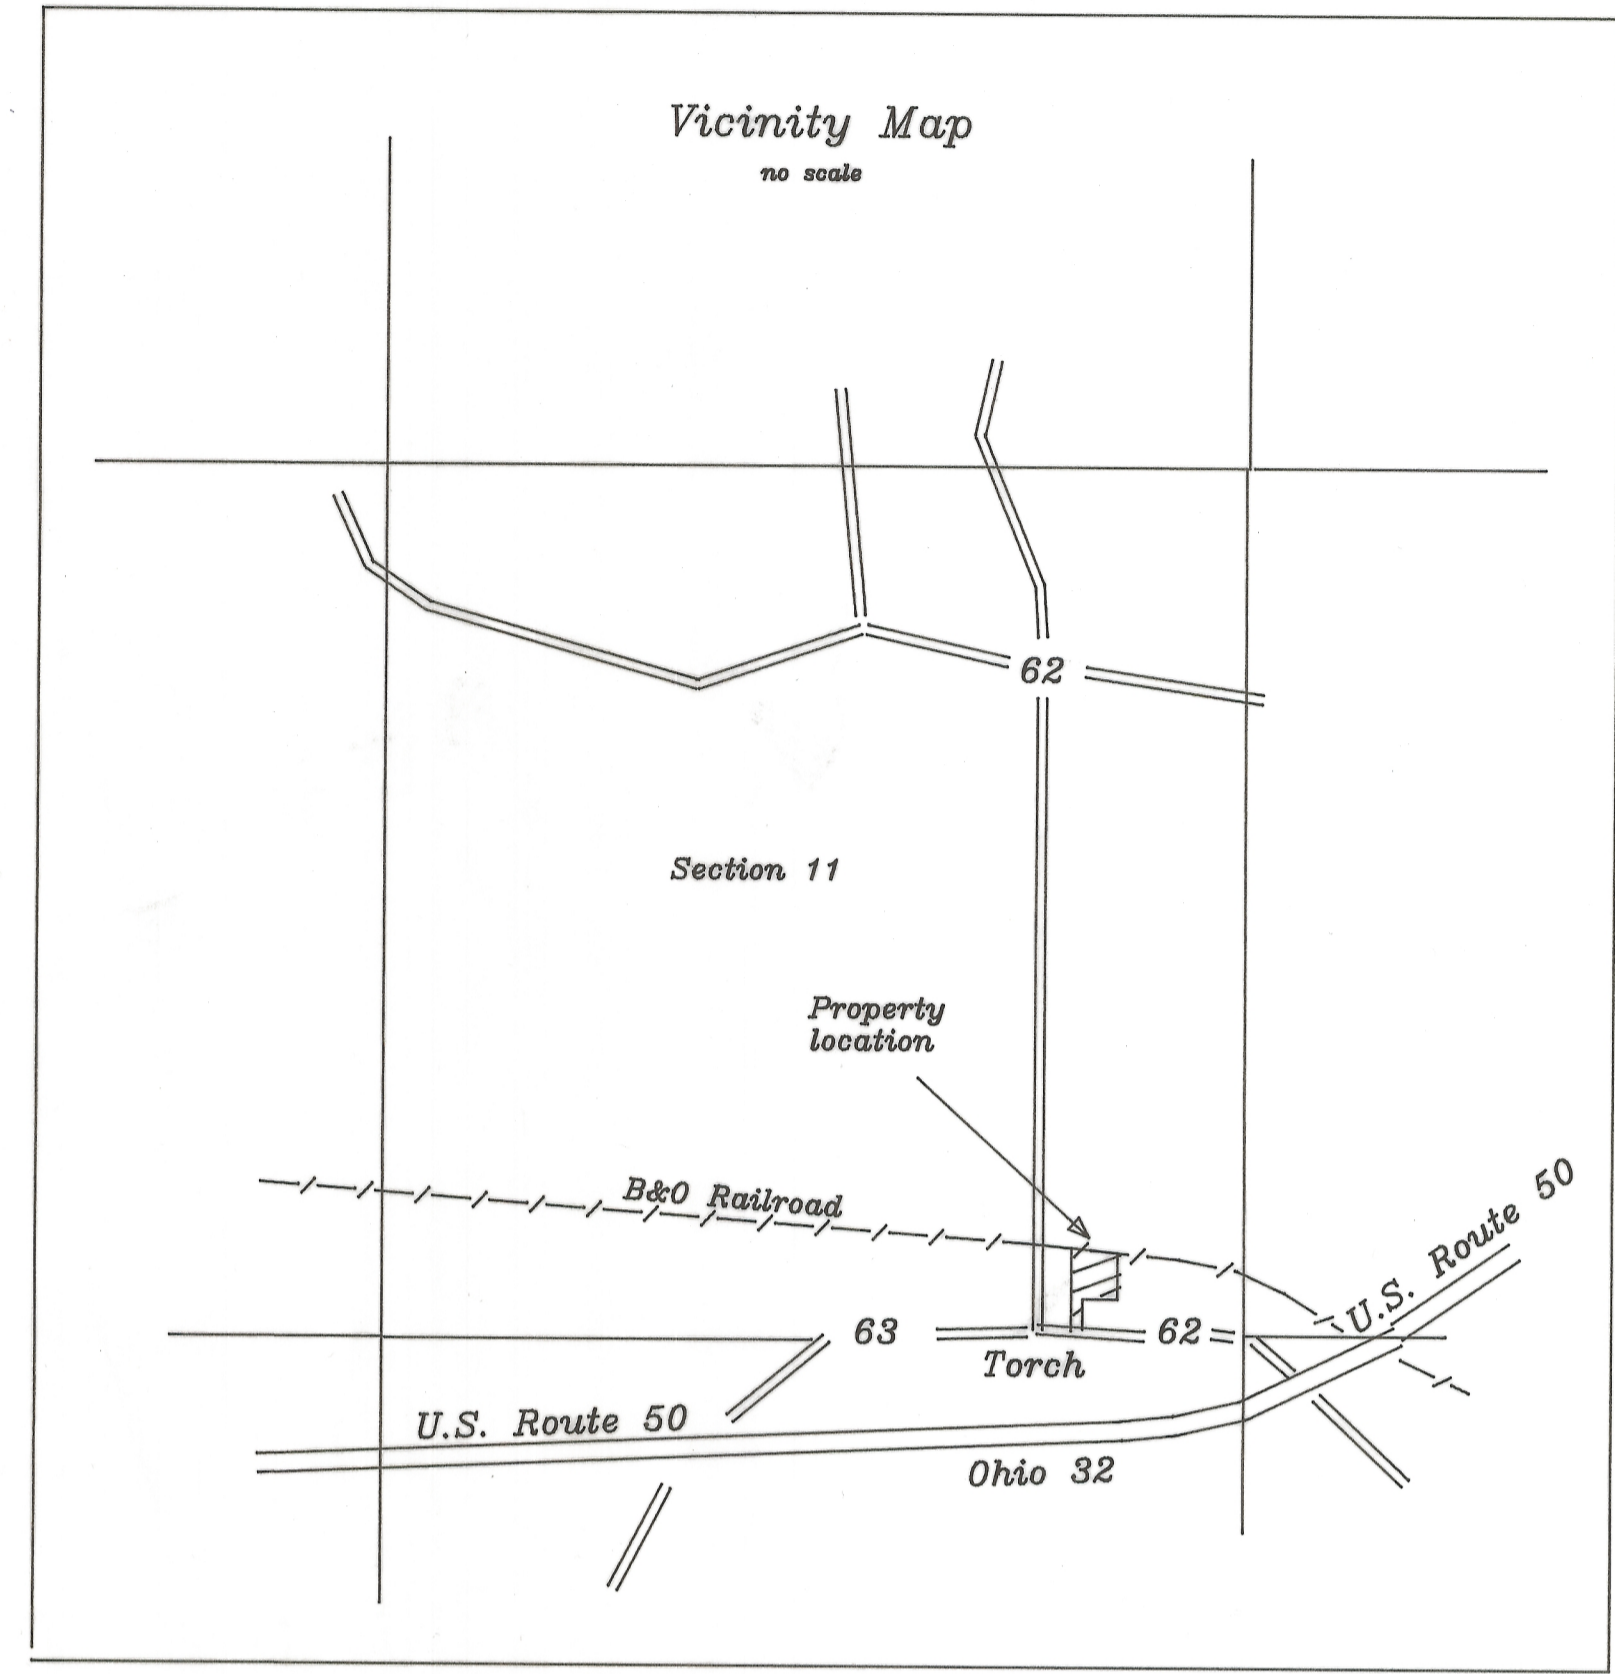 Vicinity Map
no scale
62
Section 11
Property
location
B&O Railroad
U.S. Route 50
63
62
Torch
U.S. Route 50
Ohio 32